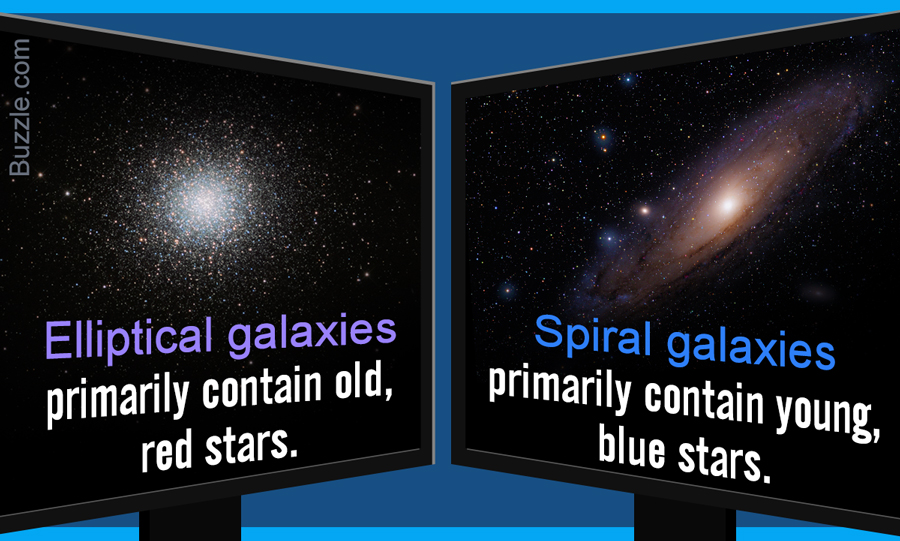 Buzzle.com
Elliptical galaxies
primarily contain old,
red stars.
Spiral galaxies
primarily contain young,
blue stars.